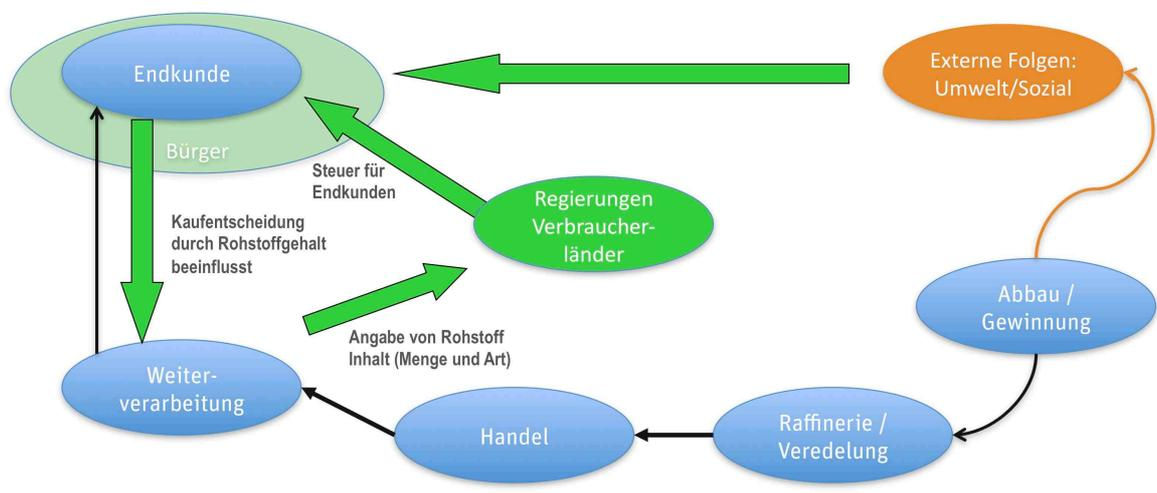 Endkunde
Bürger
Externe Folgen:
Umwelt/Sozial
Steuer für
Endkunden
Regierungen
Verbraucher-
länder
Kaufentscheidung
durch Rohstoffgehalt
beeinflusst
Angabe von Rohstoff
Inhalt (Menge und Art)
Abbau /
Gewinnung
Weiter-
verarbeitung
Handel
Raffinerie /
Veredelung